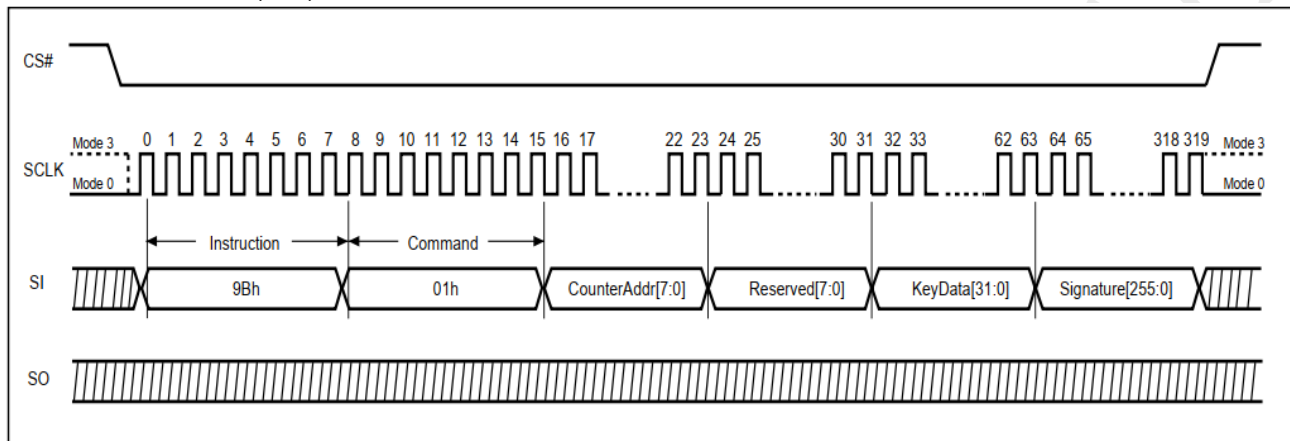 CS#
0 1 2 3 4 5 6 7 8 9 10 11 12 13 14 15 16 17 22 23 24 25 30 31 32 33 62 63 64 65 318 319
Mode 3 Mode 3
SCLK
Mode 0 Mode 0
Instruction Command
SI 9Bh 01h CounterAddr[7:0] Reserved[7:0] KeyData[31:0] Signature[255:0]
SO